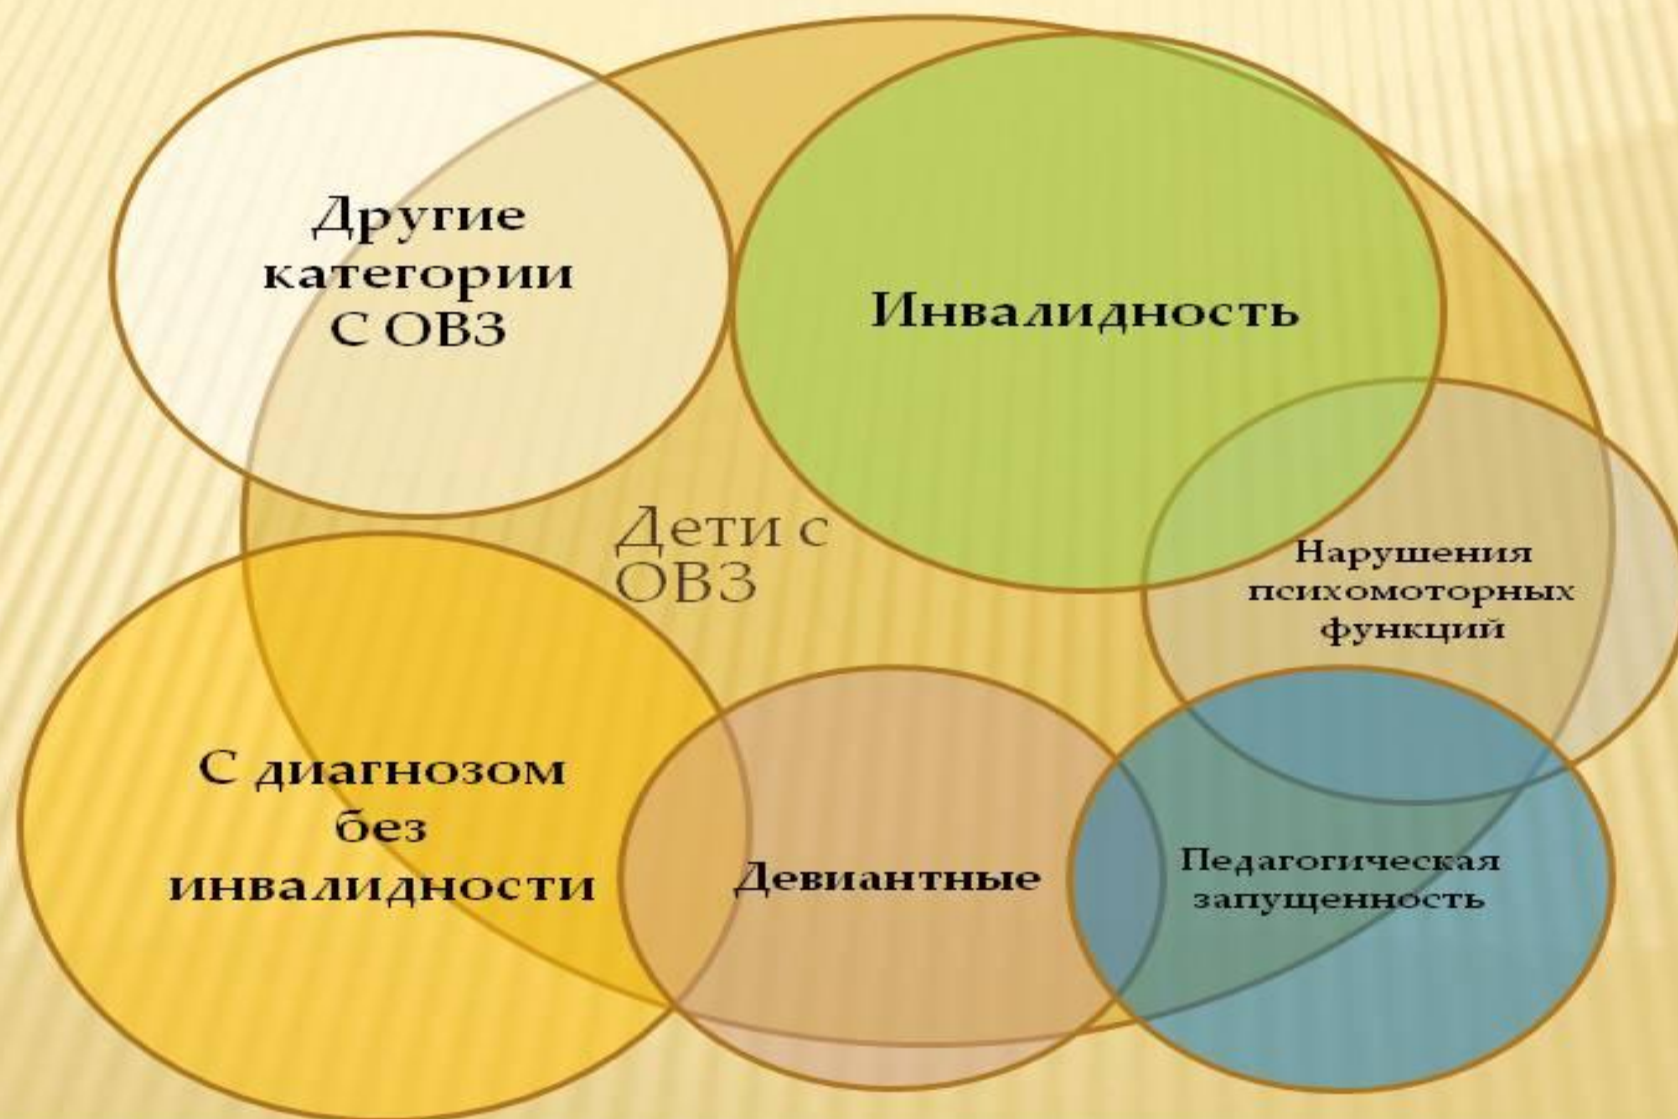 Другие
категории
С ОВЗ
Инвалидность
Дети с
ОВЗ
Нарушения
психомоторных
функций
С диагнозом
без
инвалидности
Девиантные
Педагогическая
запущенность